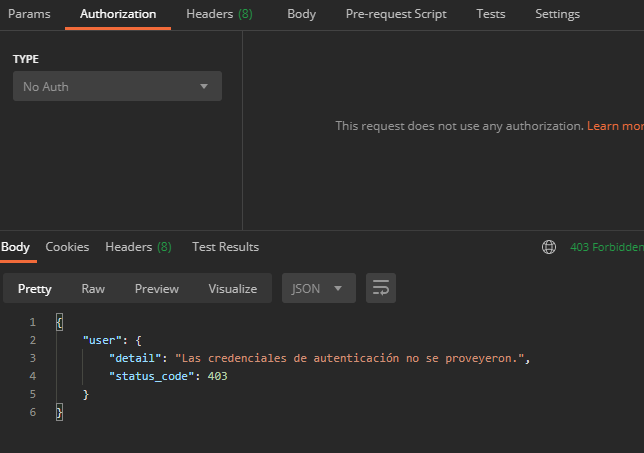 Params Authorization Headers (8) Body Pre-request Script Tests Settings
TYPE
No Auth
This request does not use any authorization. Learn mor
Body Cookies Headers (8) Test Results 403 Forbidden
Pretty Raw Preview Visualize JSON
1 {
2 "user": {
3 "detail": "Las credenciales de autenticación no se proveyeron.",
4 "status_code": 403
5 }
6 }